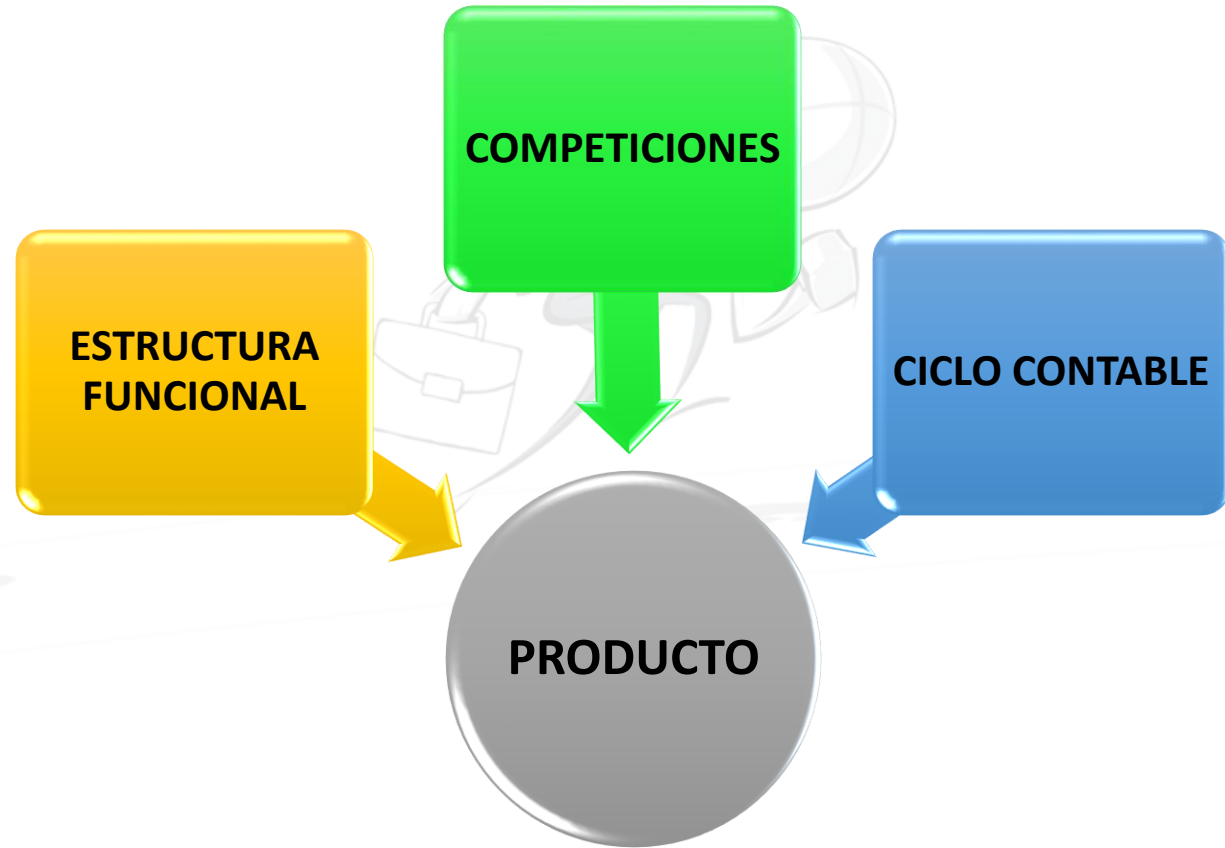 COMPETICIONES
ESTRUCTURA
FUNCIONAL
CICLO CONTABLE
PRODUCTO